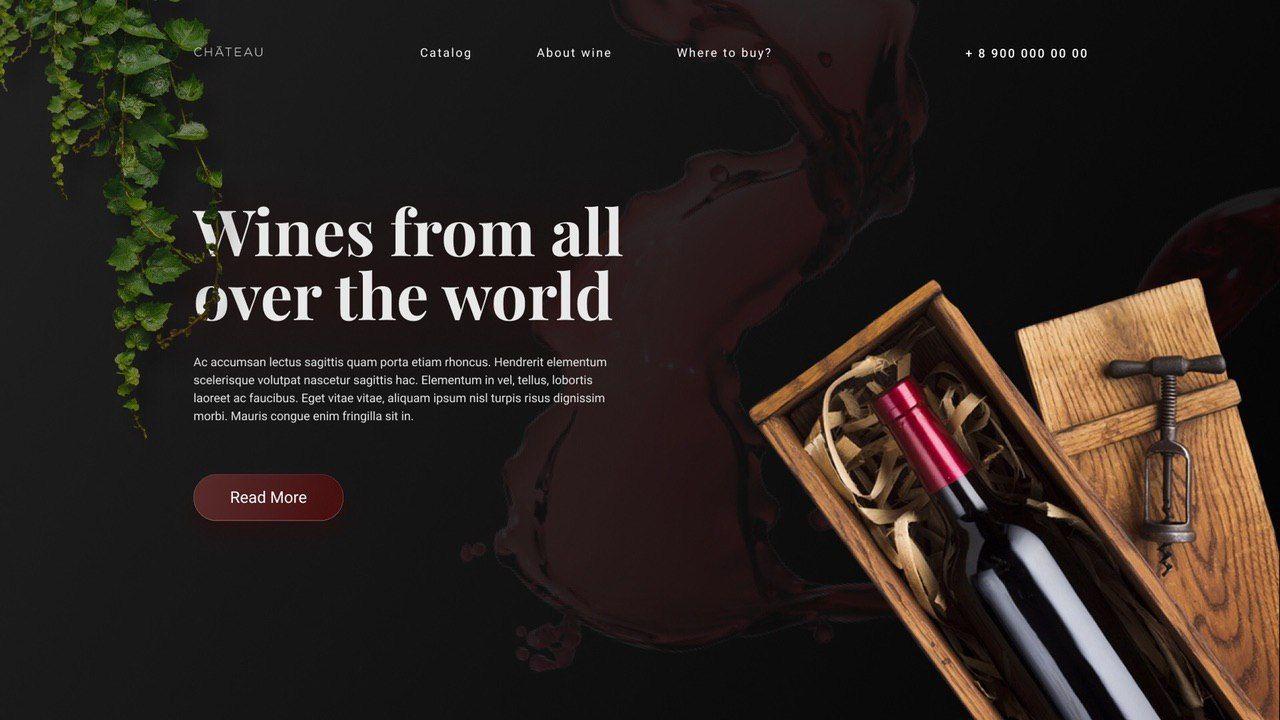 CHĀTEAU
Catalog
About wine
Where to buy?
+ 8 900 000 00 00
Wines from all
over the world
Ac accumsan lectus sagittis quam porta etiam rhoncus. Hendrerit elementum
scelerisque volutpat nascetur sagittis hac. Elementum in vel, tellus, lobortis
laoreet ac faucibus. Eget vitae vitae, aliquam ipsum nisl turpis risus dignissim
morbi. Mauris congue enim fringilla sit in.
Read More